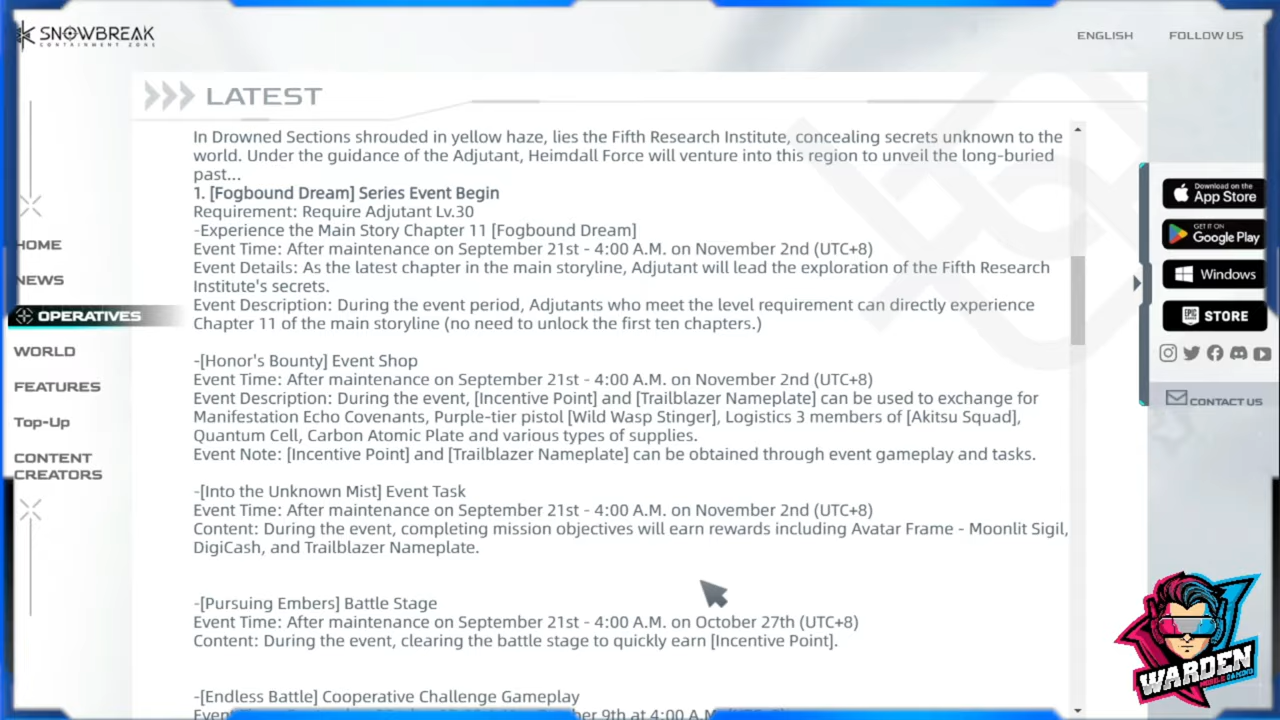 SNOWBREAK
CONTAINMENT ZONE
ENGLISH
FOLLOW US
LATEST
In Drowned Sections shrouded in yellow haze, lies the Fifth Research Institute, concealing secrets unknown to the
world. Under the guidance of the Adjutant, Heimdall Force will venture into this region to unveil the long-buried
past...
1. [Fogbound Dream] Series Event Begin
Requirement: Require Adjutant Lv.30
-Experience the Main Story Chapter 11 [Fogbound Dream]
Event Time: After maintenance on September 21st - 4:00 A.M. on November 2nd (UTC+8)
Event Details: As the latest chapter in the main storyline, Adjutant will lead the exploration of the Fifth Research
Institute's secrets.
Event Description: During the event period, Adjutants who meet the level requirement can directly experience
Chapter 11 of the main storyline (no need to unlock the first ten chapters.)
-[Honor's Bounty] Event Shop
Event Time: After maintenance on September 21st - 4:00 A.M. on November 2nd (UTC+8)
Event Description: During the event, [Incentive Point] and [Trailblazer Nameplate] can be used to exchange for
Manifestation Echo Covenants, Purple-tier pistol [Wild Wasp Stinger], Logistics 3 members of [Akitsu Squad],
Quantum Cell, Carbon Atomic Plate and various types of supplies.
Event Note: [Incentive Point] and [Trailblazer Nameplate] can be obtained through event gameplay and tasks.
-[Into the Unknown Mist] Event Task
Event Time: After maintenance on September 21st - 4:00 A.M. on November 2nd (UTC+8)
Content: During the event, completing mission objectives will earn rewards including Avatar Frame - Moonlit Sigil,
DigiCash, and Trailblazer Nameplate.
-[Pursuing Embers] Battle Stage
Event Time: After maintenance on September 21st - 4:00 A.M. on October 27th (UTC+8)
Content: During the event, clearing the battle stage to quickly earn [Incentive Point].
-[Endless Battle] Cooperative Challenge Gameplay
HOME
NEWS
OPERATIVES
WORLD
FEATURES
Top-Up
CONTENT
CREATORS
Download on the
App Store
GET IT ON
Google Play
Windows
EPIC GAMES
STORE
CONTACT US
WARDEN
MOBILE GAMING